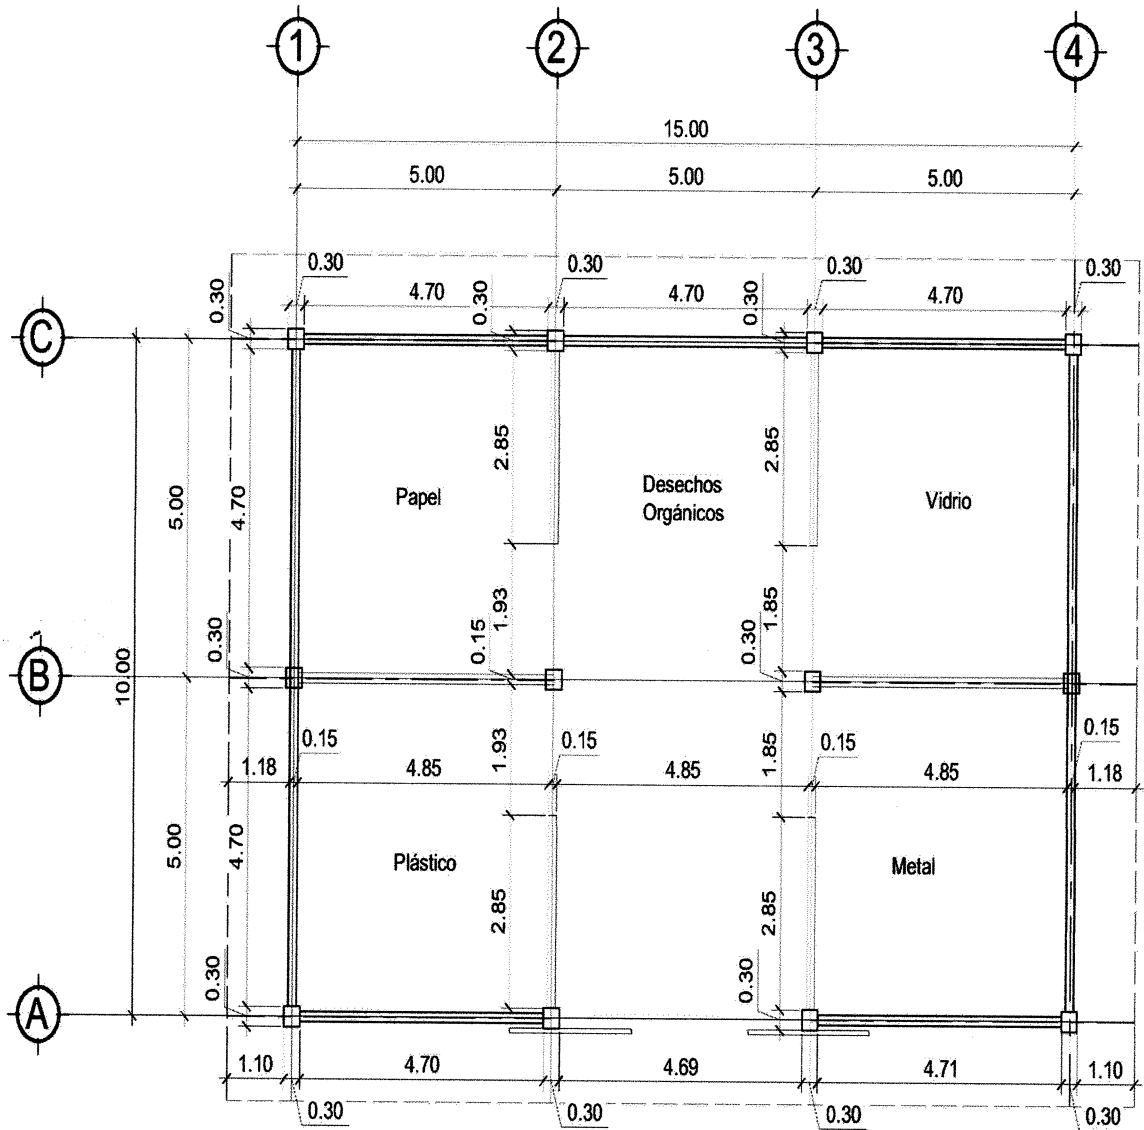 1 2 3 4
15.00
5.00 5.00 5.00
0.30 0.30 0.30 0.30
0.30 4.70 0.30 4.70 0.30 4.70
C
2.85 2.85
5.00 4.70
Papel
Desechos
Orgánicos
Vidrio
1.93 1.85
0.30 0.15 0.30
B
10.00
0.15 0.15 0.15 0.15
1.93 1.85
1.18 4.85 4.85 4.85 1.18
5.00 4.70
Plástico
Metal
2.85 2.85
0.30 0.30
A
1.10 4.70 4.69 4.71 1.10
0.30 0.30 0.30 0.30